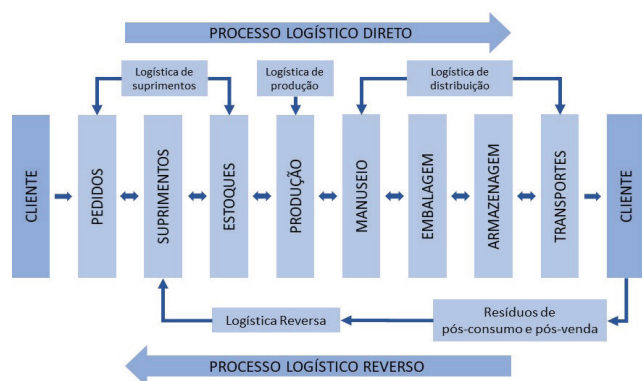 PROCESSO LOGÍSTICO DIRETO
Logística de
suprimentos
Logística de
produção
Logística de
distribuição
CLIENTE
PEDIDOS
SUPRIMENTOS
ESTOQUES
PRODUÇÃO
MANUSEIO
EMBALAGEM
ARMAZENAGEM
TRANSPORTES
CLIENTE
Logística Reversa
Resíduos de
pós-consumo e pós-venda
PROCESSO LOGÍSTICO REVERSO